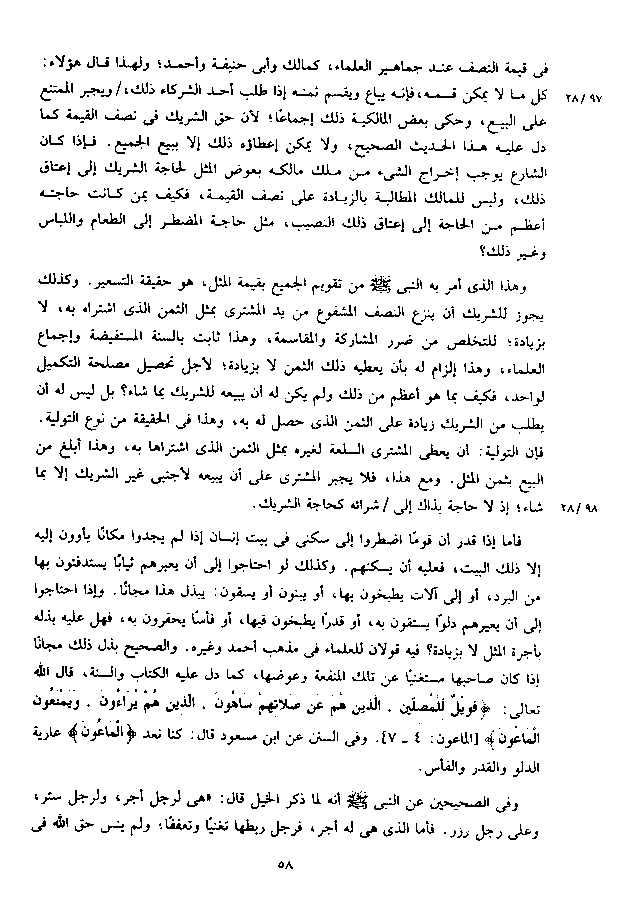 فى قيمة النصف عند جماهير العلماء، كمالك وأبى حنيفة وأحمد؛ ولهذا قال هؤلاء:
٢٨/٩٧ كل ما لا يمكن قسمه، فإنه يباع ويقسم ثمنه إذا طلب أحد الشركاء ذلك،/ ويجبر الممتنع
على البيع، وحكى بعض المالكية ذلك إجماعًا؛ لأن حق الشريك فى نصف القيمة كما
دل عليه هذا الحديث الصحيح، ولا يمكن إعطاؤه ذلك إلا ببيع الجميع. فإذا كان
الشارع يوجب إخراج الشىء من ملك مالكه بعوض المثل لحاجة الشريك إلى إعتاق
ذلك، وليس للمالك المطالبة بالزيادة على نصف القيمة، فكيف بمن كانت حاجته
أعظم من الحاجة إلى إعتاق ذلك النصيب، مثل حاجة المضطر إلى الطعام واللباس
وغير ذلك؟
وهذا الذى أمر به النبى ﷺ من تقويم الجميع بقيمة المثل، هو حقيقة التسعير. وكذلك
يجوز للشريك أن ينزع النصف المشفوع من يد المشترى بمثل الثمن الذى اشتراه به، لا
بزيادة؛ للتخلص من ضرر المشاركة والمقاسمة، وهذا ثابت بالسنة المستفيضة وإجماع
العلماء، وهذا إلزام له بأن يعطيه ذلك الثمن لا بزيادة؛ لأجل تحصيل مصلحة التكميل
لواحد، فكيف بما هو أعظم من ذلك ولم يكن له أن يبيعه للشريك بما شاء؟ بل ليس له أن
يطلب من الشريك زيادة على الثمن الذى حصل له به، وهذا فى الحقيقة من نوع التولية.
فإن التولية: أن يعطى المشترى السلعة لغيره بمثل الثمن الذى اشتراها به، وهذا أبلغ من
البيع بثمن المثل. ومع هذا، فلا يجبر المشترى على أن يبيعه لأجنبى غير الشريك إلا بما
٢٨/٩٨ شاء؛ إذ لا حاجة بذاك إلى/ شرائه كحاجة الشريك.
فأما إذا قدر أن قومًا اضطروا إلى سكنى فى بيت إنسان إذا لم يجدوا مكانًا يأوون إليه
إلا ذلك البيت، فعليه أن يسكنهم. وكذلك لو احتاجوا إلى أن يعيرهم ثيابًا يستدفئون بها
من البرد، أو إلى آلات يطبخون بها، أو يبنون أو يسقون: يبذل هذا مجانًا. وإذا احتاجوا
إلى أن يعيرهم دلوًا يستقون به، أو قدرًا يطبخون فيها، أو فأسًا يحفرون به، فهل عليه بذله
بأجرة المثل لا بزيادة؟ فيه قولان للعلماء فى مذهب أحمد وغيره. والصحيح بذل ذلك مجانًا
إذا كان صاحبها مستغنيًا عن تلك المنفعة وعوضها، كما دل عليه الكتاب والسنة، قال الله
تعالى: ﴿فَوَيْلٌ لِّلْمُصَلِّينَ . الَّذِينَ هُمْ عَن صَلاتِهِمْ سَاهُونَ . الَّذِينَ هُمْ يُرَاءُونَ . وَيَمْنَعُونَ
الْمَاعُونَ﴾ [الماعون: ٤ ـ ٧]. وفى السنن عن ابن مسعود قال: كنا نعد ﴿الْمَاعُونَ﴾ عارية
الدلو والقدر والفأس.
وفى الصحيحين عن النبى ﷺ أنه لما ذكر الخيل قال: «هى لرجل أجر، ولرجل ستر،
وعلى رجل وزر. فأما الذى هى له أجر، فرجل ربطها تغنيًا وتعففًا؛ ولم ينس حق الله فى
٥٨